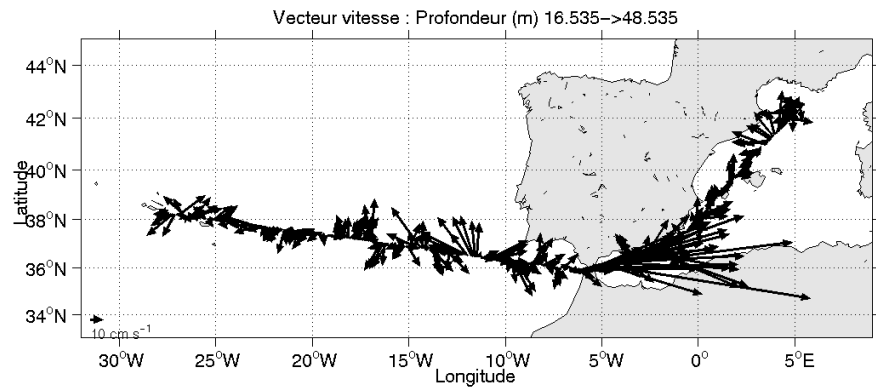 Vecteur vitesse : Profondeur (m) 16.535−>48.535
44°N
42°N
40°N
38°N
36°N
34°N
Latitude
10 cm s⁻¹
30°W 25°W 20°W 15°W 10°W 5°W 0° 5°E
Longitude